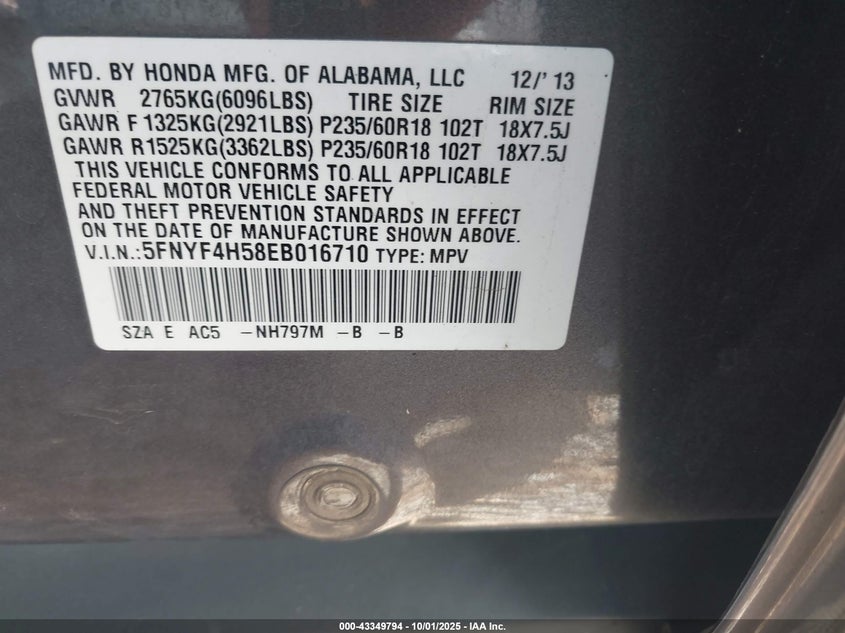 MFD. BY HONDA MFG. OF ALABAMA, LLC 12/'13
GVWR 2765KG(6096LBS) TIRE SIZE RIM SIZE
GAWR F 1325KG(2921LBS) P235/60R18 102T 18X7.5J
GAWR R1525KG(3362LBS) P235/60R18 102T 18X7.5J
THIS VEHICLE CONFORMS TO ALL APPLICABLE
FEDERAL MOTOR VEHICLE SAFETY
AND THEFT PREVENTION STANDARDS IN EFFECT
ON THE DATE OF MANUFACTURE SHOWN ABOVE.
V.I.N.:5FNYF4H58EB016710 TYPE: MPV
SZA E AC5 -NH797M -B -B
000-43349794 - 10/01/2025 - IAA Inc.